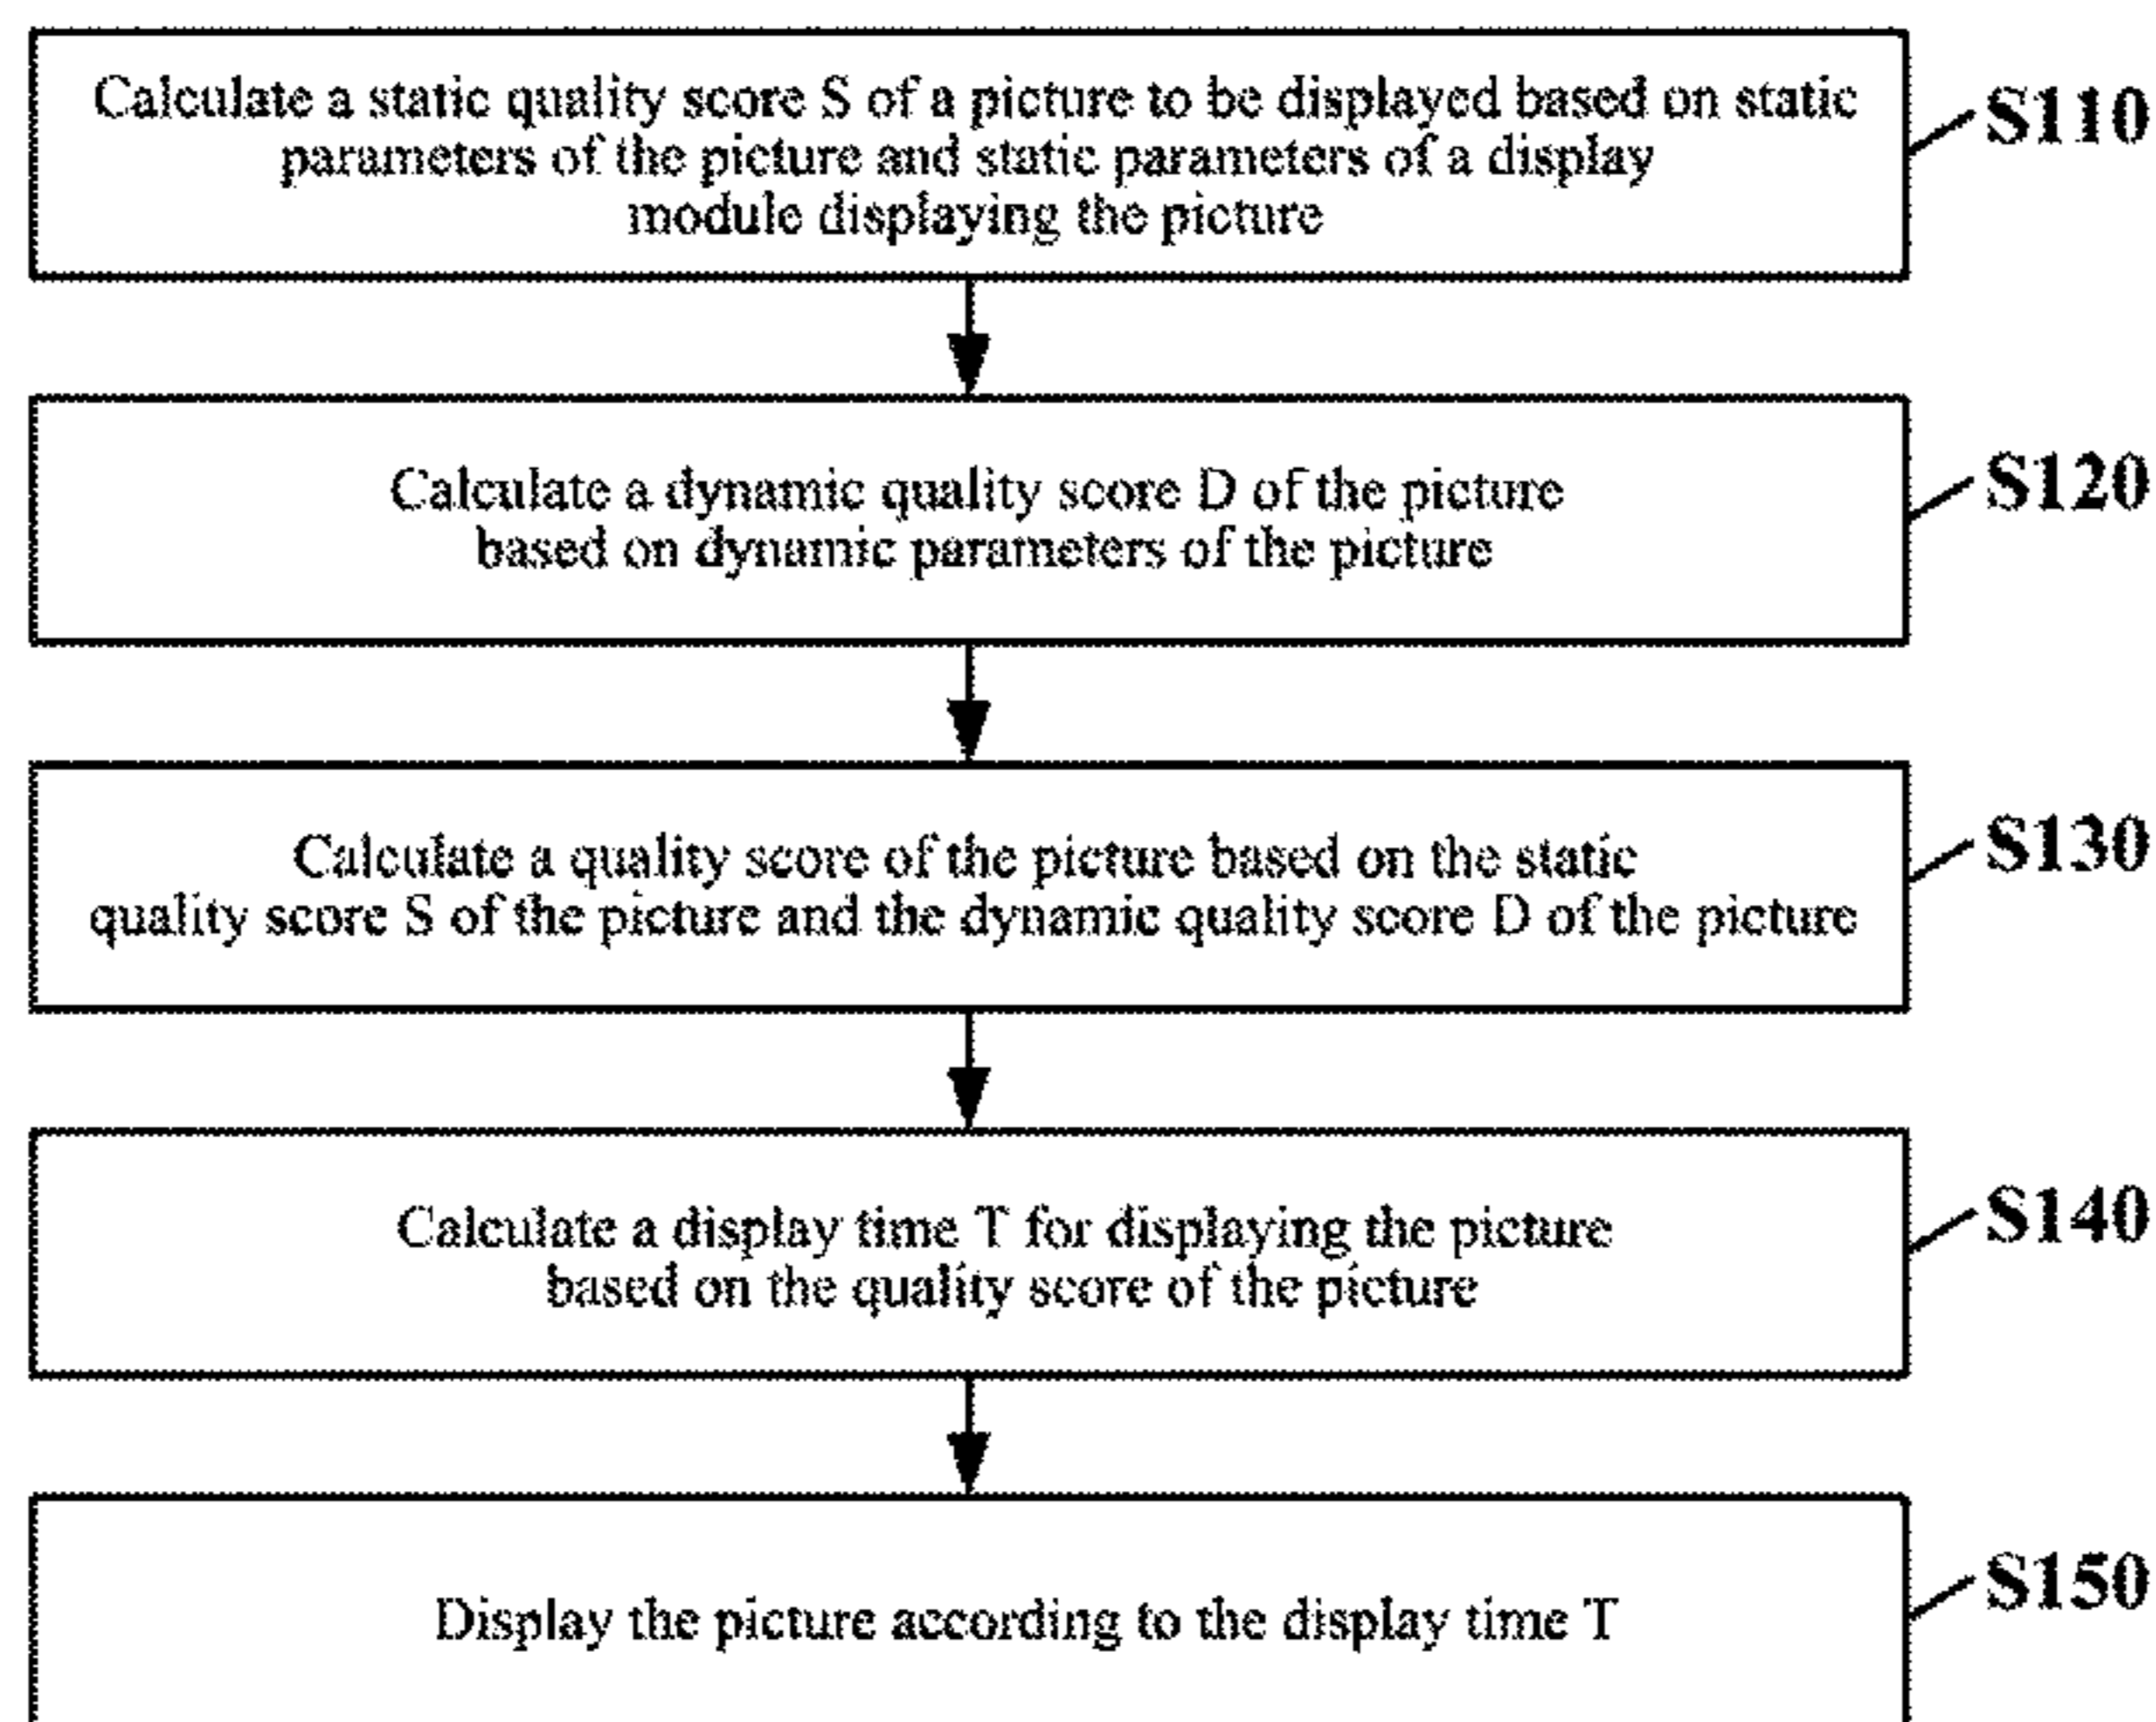 Calculate a static quality score S of a picture to be displayed based on static
parameters of the picture and static parameters of a display
module displaying the picture
S110
Calculate a dynamic quality score D of the picture
based on dynamic parameters of the picture
S120
Calculate a quality score of the picture based on the static
quality score S of the picture and the dynamic quality score D of the picture
S130
Calculate a display time T for displaying the picture
based on the quality score of the picture
S140
Display the picture according to the display time T
S150